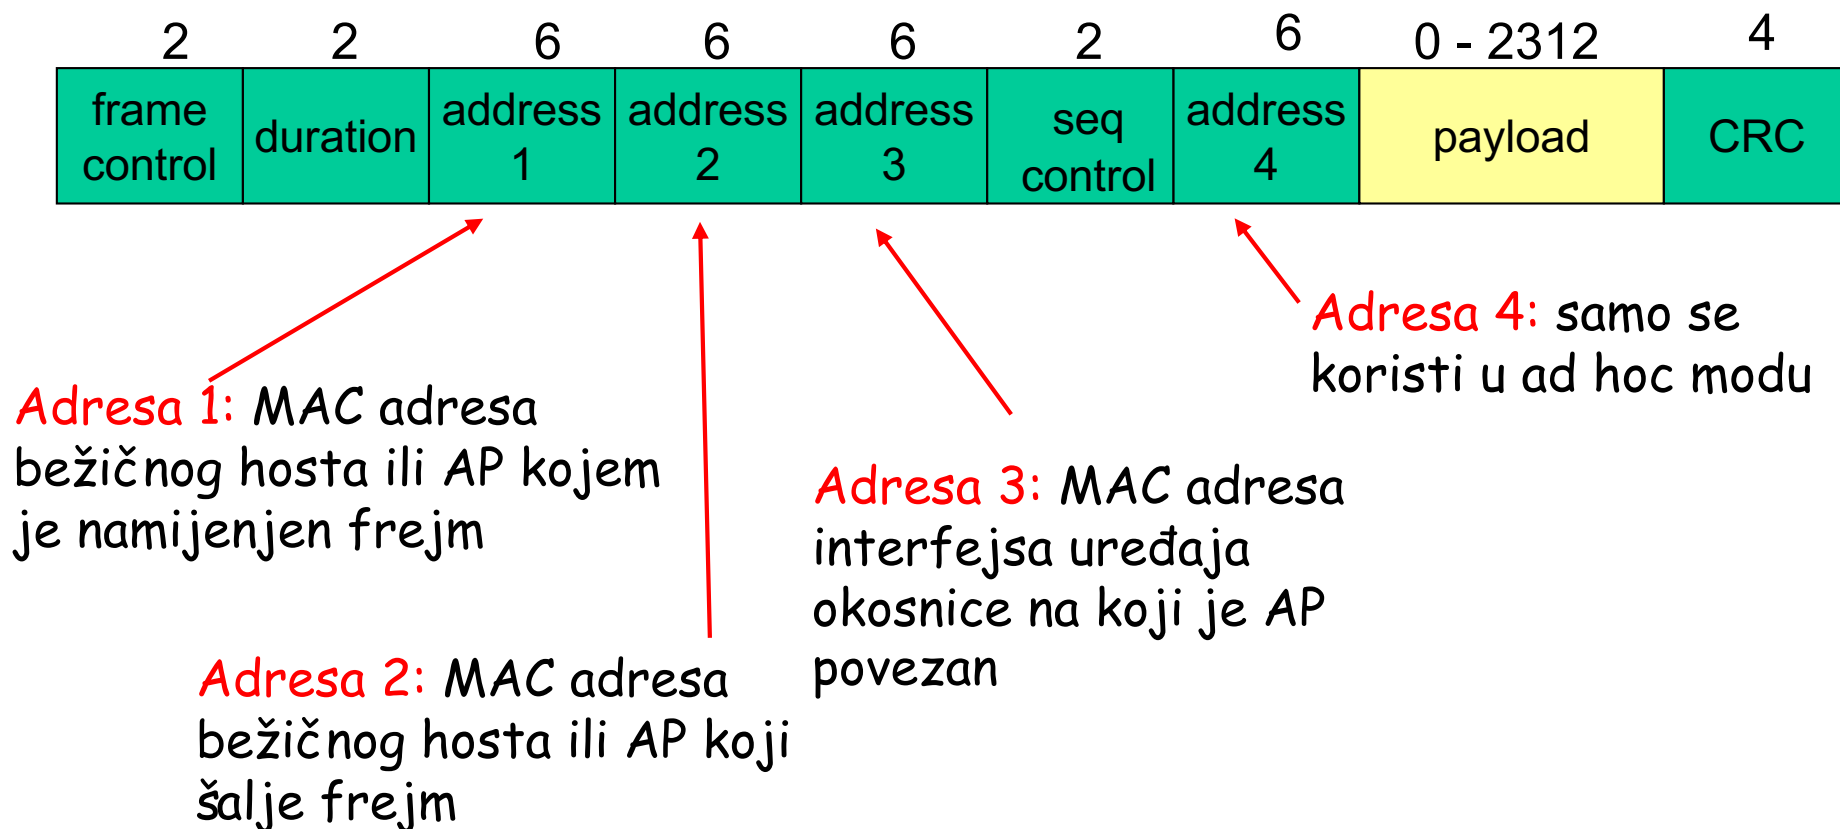 2 2 6 6 6 2 6 0 - 2312 4
frame control
duration
address 1
address 2
address 3
seq control
address 4
payload
CRC
Adresa 4: samo se
koristi u ad hoc modu
Adresa 1: MAC adresa
bežičnog hosta ili AP kojem
je namijenjen frejm
Adresa 3: MAC adresa
interfejsa uređaja
okosnice na koji je AP
povezan
Adresa 2: MAC adresa
bežičnog hosta ili AP koji
šalje frejm